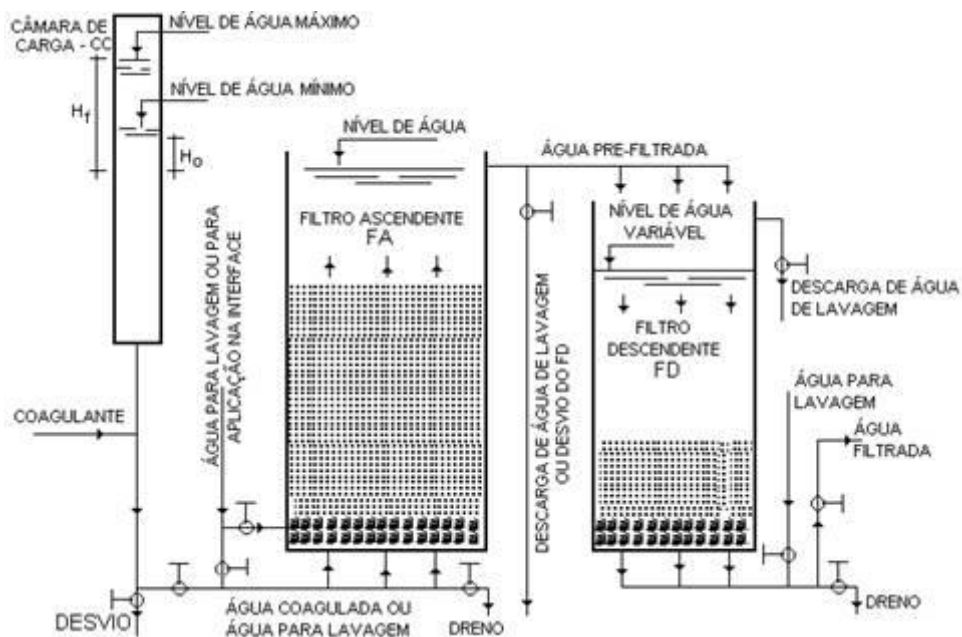 CÂMARA DE
CARGA - CC
NÍVEL DE ÁGUA MÁXIMO
NÍVEL DE ÁGUA MÍNIMO
Hf
Ho
NÍVEL DE ÁGUA
ÁGUA PRE-FILTRADA
FILTRO ASCENDENTE
FA
NÍVEL DE ÁGUA
VARIÁVEL
DESCARGA DE ÁGUA
DE LAVAGEM
FILTRO
DESCENDENTE
FD
ÁGUA PARA LAVAGEM OU PARA
APLICAÇÃO NA INTERFACE
DESCARGA DE ÁGUA DE LAVAGEM
OU DESVIO DO FD
ÁGUA PARA
LAVAGEM
ÁGUA
FILTRADA
COAGULANTE
DESVIO
ÁGUA COAGULADA OU
ÁGUA PARA LAVAGEM
DRENO
DRENO